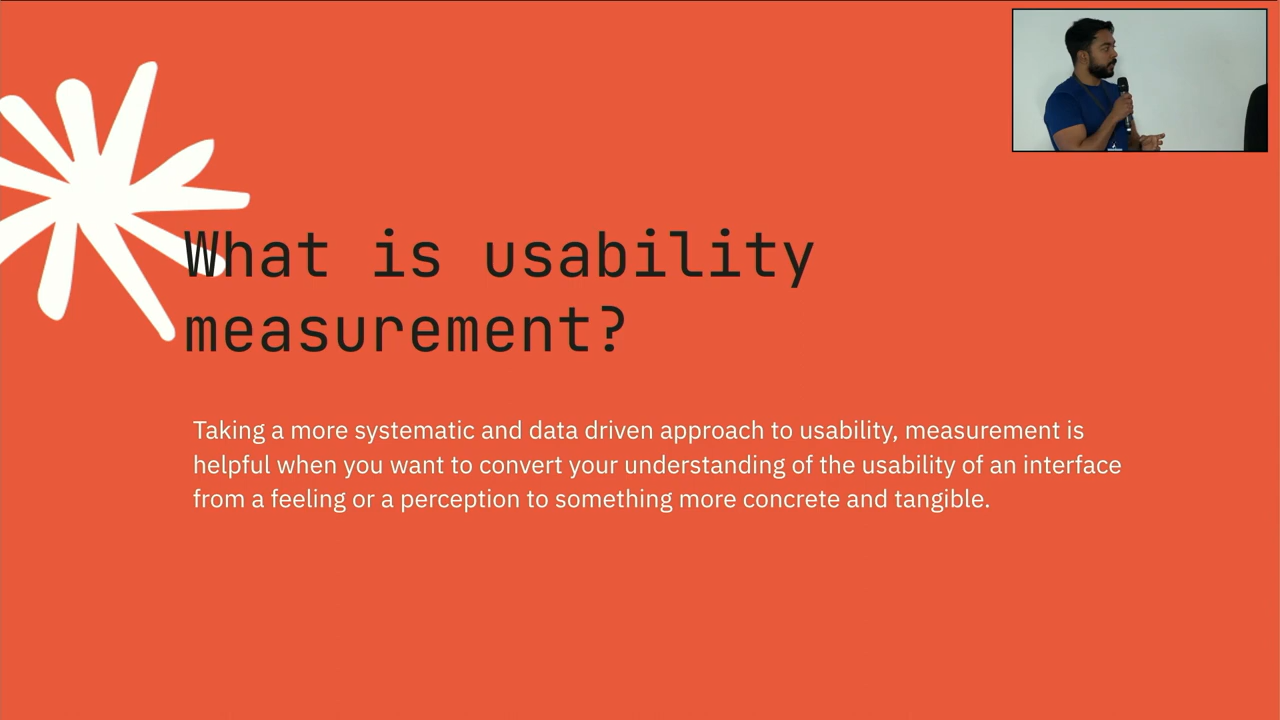 What is usability
measurement?
Taking a more systematic and data driven approach to usability, measurement is
helpful when you want to convert your understanding of the usability of an interface
from a feeling or a perception to something more concrete and tangible.